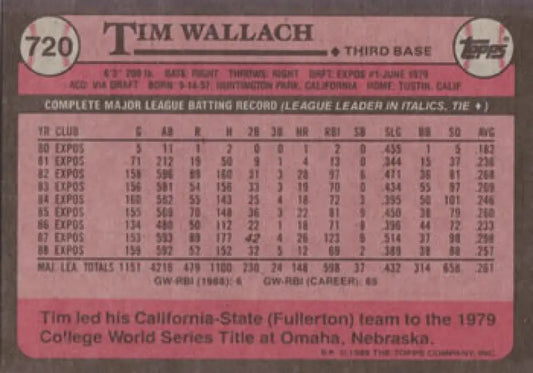 720 TIM WALLACH THIRD BASE Topps
6'3" 200 lb. BATS: RIGHT THROWS: RIGHT DRFT: EXPOS #1-JUNE 1979
ACQ: VIA DRAFT BORN: 9-14-57, HUNTINGTON PARK, CALIFORNIA HOME: TUSTIN, CALIF
COMPLETE MAJOR LEAGUE BATTING RECORD (LEAGUE LEADER IN ITALICS, TIE ♦)
YR CLUB G AB R H 2B 3B HR RBI SB SLG BB SO AVG
80 EXPOS 5 11 1 2 0 0 1 2 0 .455 1 5 .182
81 EXPOS 71 212 19 50 9 1 4 13 0 .344 15 37 .236
82 EXPOS 158 596 89 160 31 3 28 97 6 .471 36 81 .268
83 EXPOS 156 581 54 156 33 3 19 70 0 .434 55 97 .269
84 EXPOS 160 582 55 143 25 4 18 72 3 .395 50 101 .246
85 EXPOS 155 509 70 148 36 3 22 81 9 .450 38 79 .260
86 EXPOS 134 480 50 112 22 1 18 71 8 .396 44 72 .233
87 EXPOS 153 593 89 177 42 4 26 123 9 .514 37 98 .298
88 EXPOS 159 592 52 152 32 5 12 69 2 .389 38 88 .257
MAJ. LEA. TOTALS 1151 4216 479 1100 230 24 148 598 37 .432 314 658 .261
GW-RBI (1988): 6 GW-RBI (CAREER): 65
Tim led his California-State (Fullerton) team to the 1979
College World Series Title at Omaha, Nebraska.
© 1989 THE TOPPS COMPANY, INC.